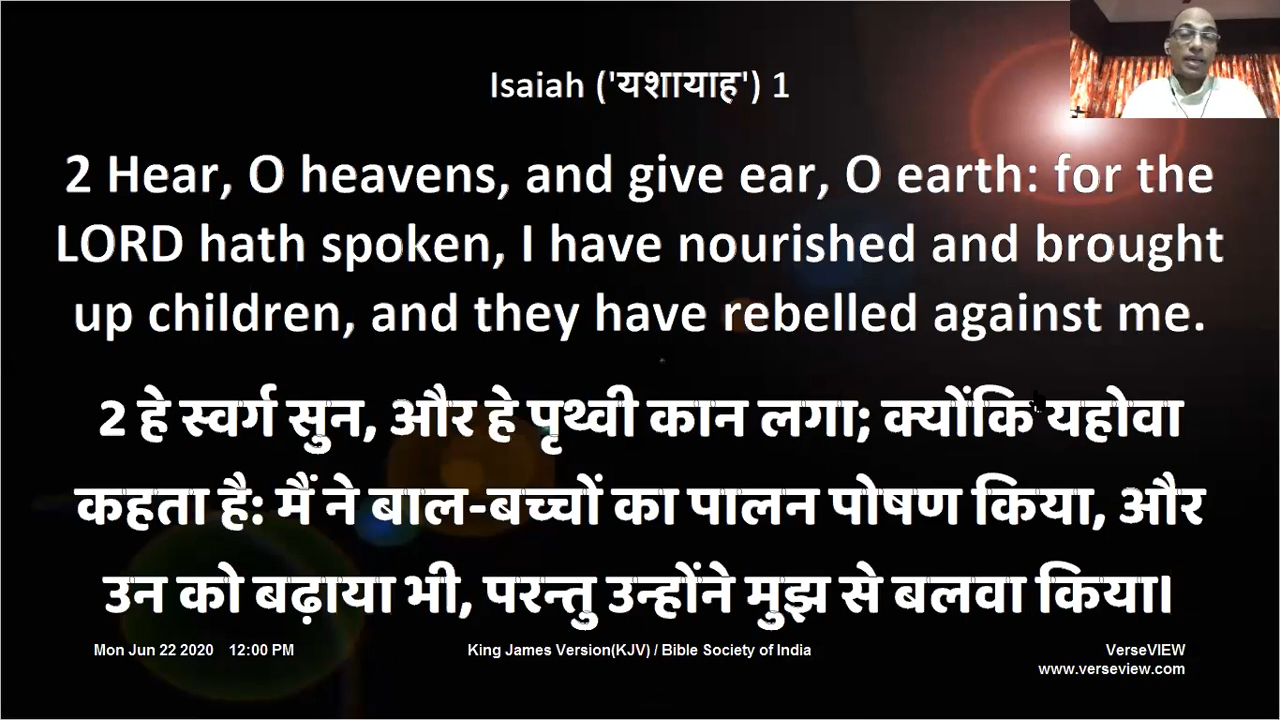 Isaiah ('यशायाह') 1
2 Hear, O heavens, and give ear, O earth: for the
LORD hath spoken, I have nourished and brought
up children, and they have rebelled against me.
2 हे स्वर्ग सुन, और हे पृथ्वी कान लगा; क्योंकि यहोवा
कहता है: मैं ने बाल-बच्चों का पालन पोषण किया, और
उन को बढ़ाया भी, परन्तु उन्होंने मुझ से बलवा किया।
Mon Jun 22 2020 12:00 PM King James Version(KJV) / Bible Society of India VerseVIEW
www.verseview.com